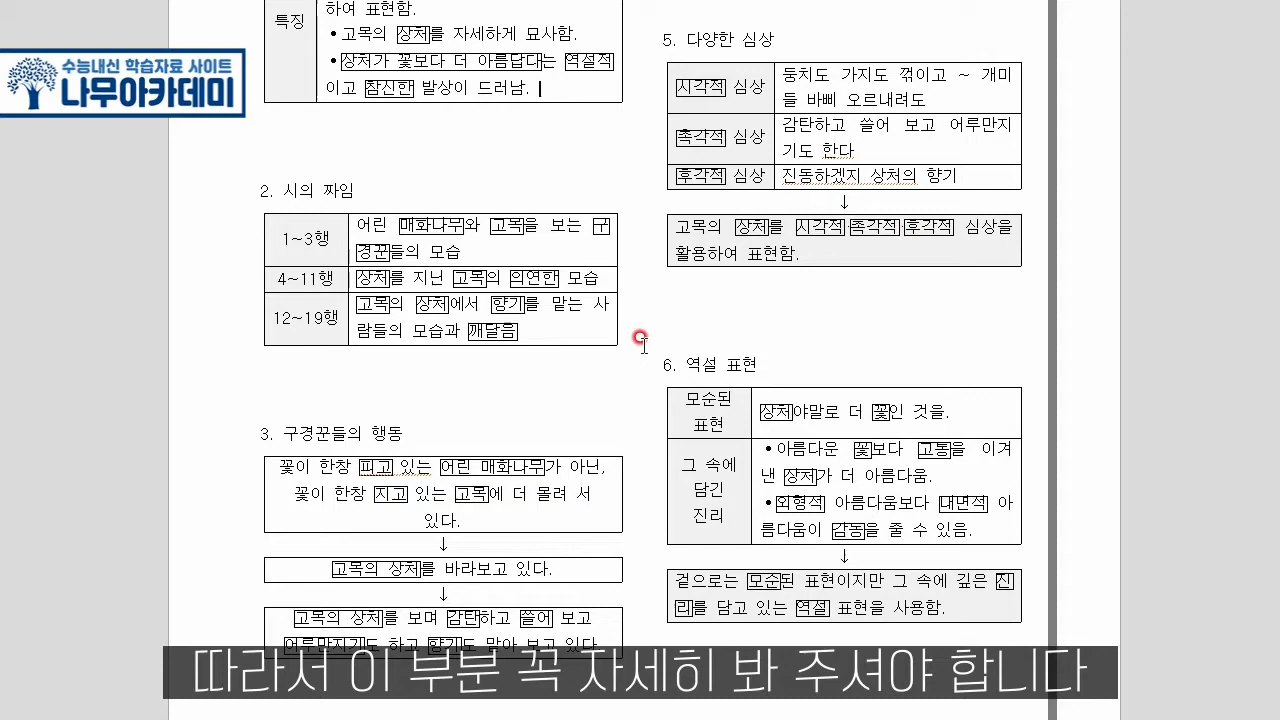 특징
하여 표현함.
•고목의 상처를 자세하게 묘사함.
•상처가 꽃보다 더 아름답다는 역설적
이고 참신한 발상이 드러남.
수능내신 학습자료 사이트
나무아카데미
2. 시의 짜임
1~3행
어린 매화나무와 고목을 보는 구
경꾼들의 모습
4~11행
상처를 지닌 고목의 의연한 모습
12~19행
고목의 상처에서 향기를 맡는 사
람들의 모습과 깨달음
3. 구경꾼들의 행동
꽃이 한창 피고 있는 어린 매화나무가 아닌,
꽃이 한창 지고 있는 고목에 더 몰려 서
있다.
↓
고목의 상처를 바라보고 있다.
↓
고목의 상처를 보며 감탄하고 쓸어 보고
어루만지기도 하고 향기도 맡아 보고 있다.
5. 다양한 심상
시각적 심상
둥치도 가지도 꺾이고 ~ 개미
들 바삐 오르내려도
촉각적 심상
감탄하고 쓸어 보고 어루만지
기도 한다
후각적 심상
진동하겠지 상처의 향기
↓
고목의 상처를 시각적·촉각적·후각적 심상을
활용하여 표현함.
6. 역설 표현
모순된
표현
상처야말로 더 꽃인 것을.
그 속에
담긴
진리
•아름다운 꽃보다 고통을 이겨
낸 상처가 더 아름다움.
•외형적 아름다움보다 내면적 아
름다움이 감동을 줄 수 있음.
↓
겉으로는 모순된 표현이지만 그 속에 깊은 진
리를 담고 있는 역설 표현을 사용함.
따라서 이 부분 꼭 자세히 봐 주셔야 합니다